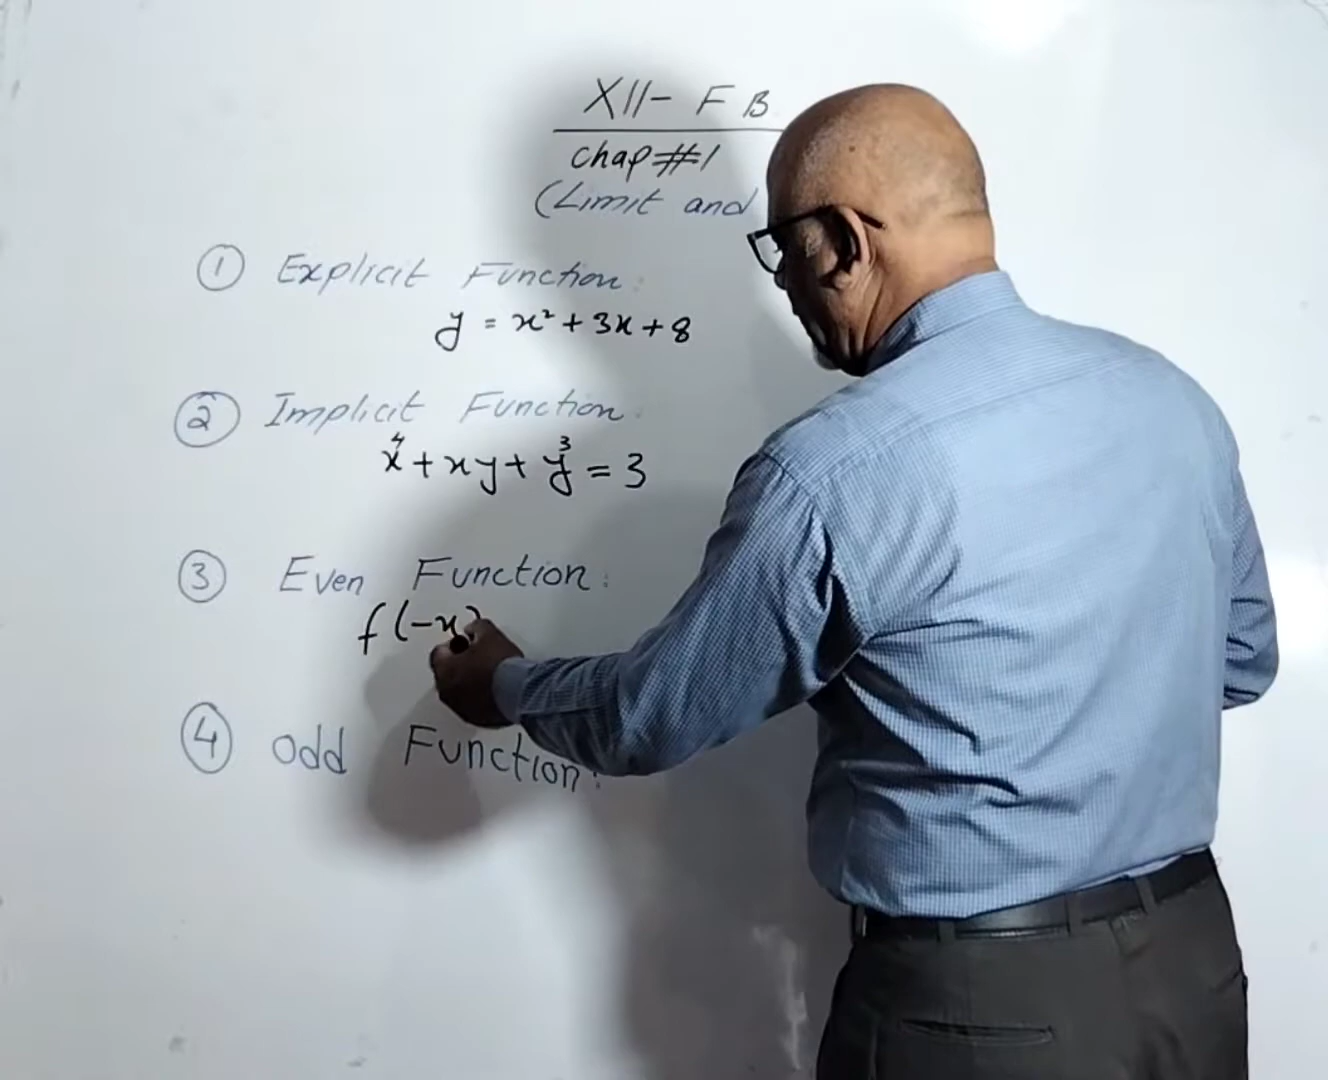 XII- FB
Chap#1
(Limit and
① Explicit Function:
y = x² + 3x + 8
② Implicit Function:
x⁴ + xy + y³ = 3
③ Even Function:
f(-x)
④ odd Function: